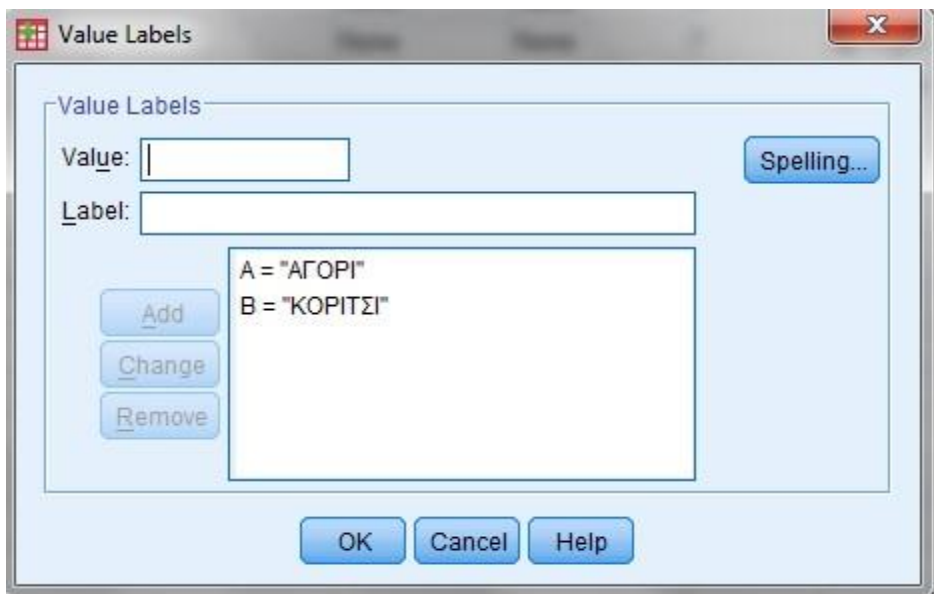 Value Labels
Value Labels
Value:
Spelling...
Label:
Α = "ΑΓΟΡΙ"
Β = "ΚΟΡΙΤΣΙ"
Add
Change
Remove
OK
Cancel
Help